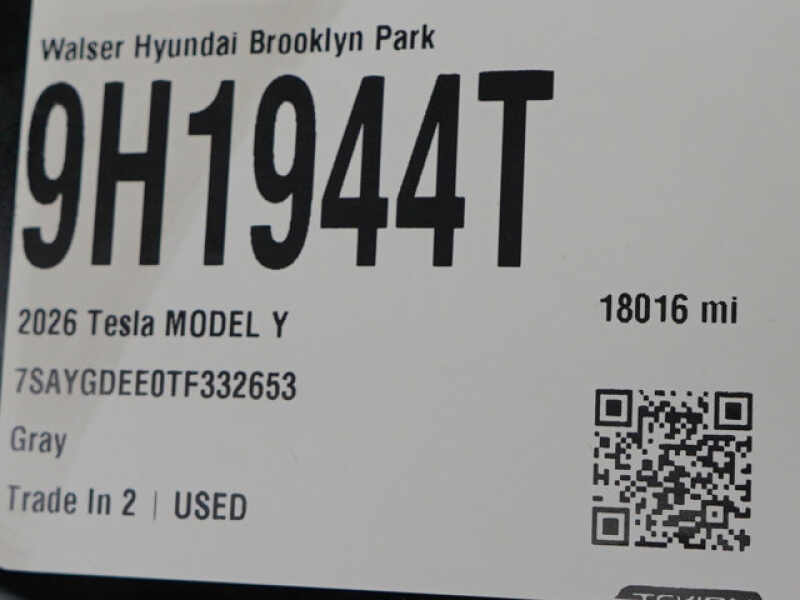 Walser Hyundai Brooklyn Park
9H1944T
2026 Tesla MODEL Y
18016 mi
7SAYGDEE0TF332653
Gray
Trade In 2 | USED